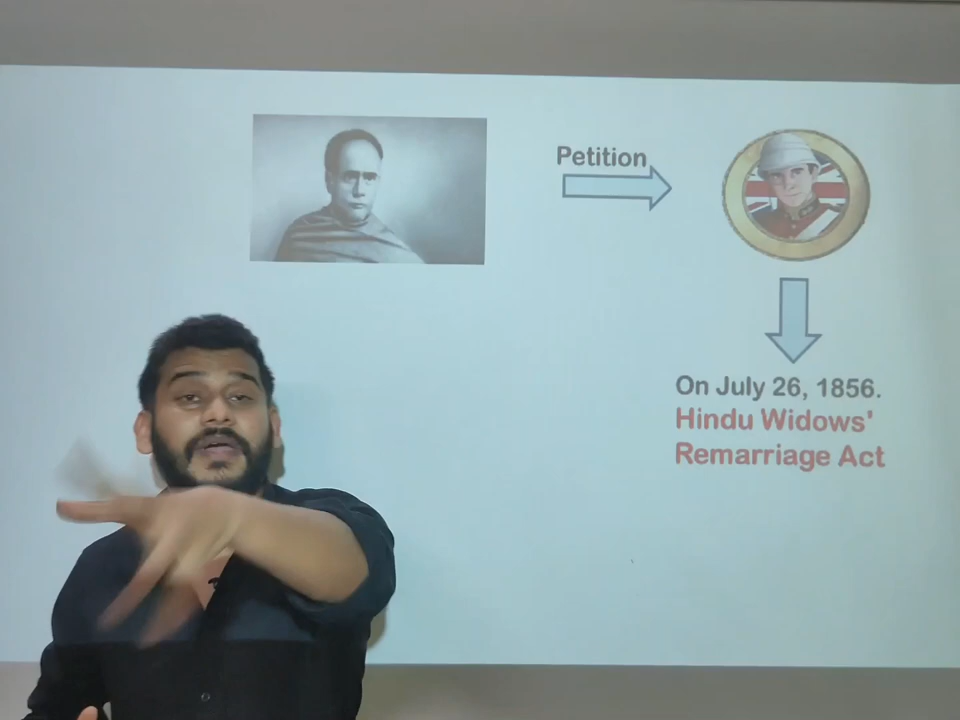 Petition
On July 26, 1856.
Hindu Widows'
Remarriage Act